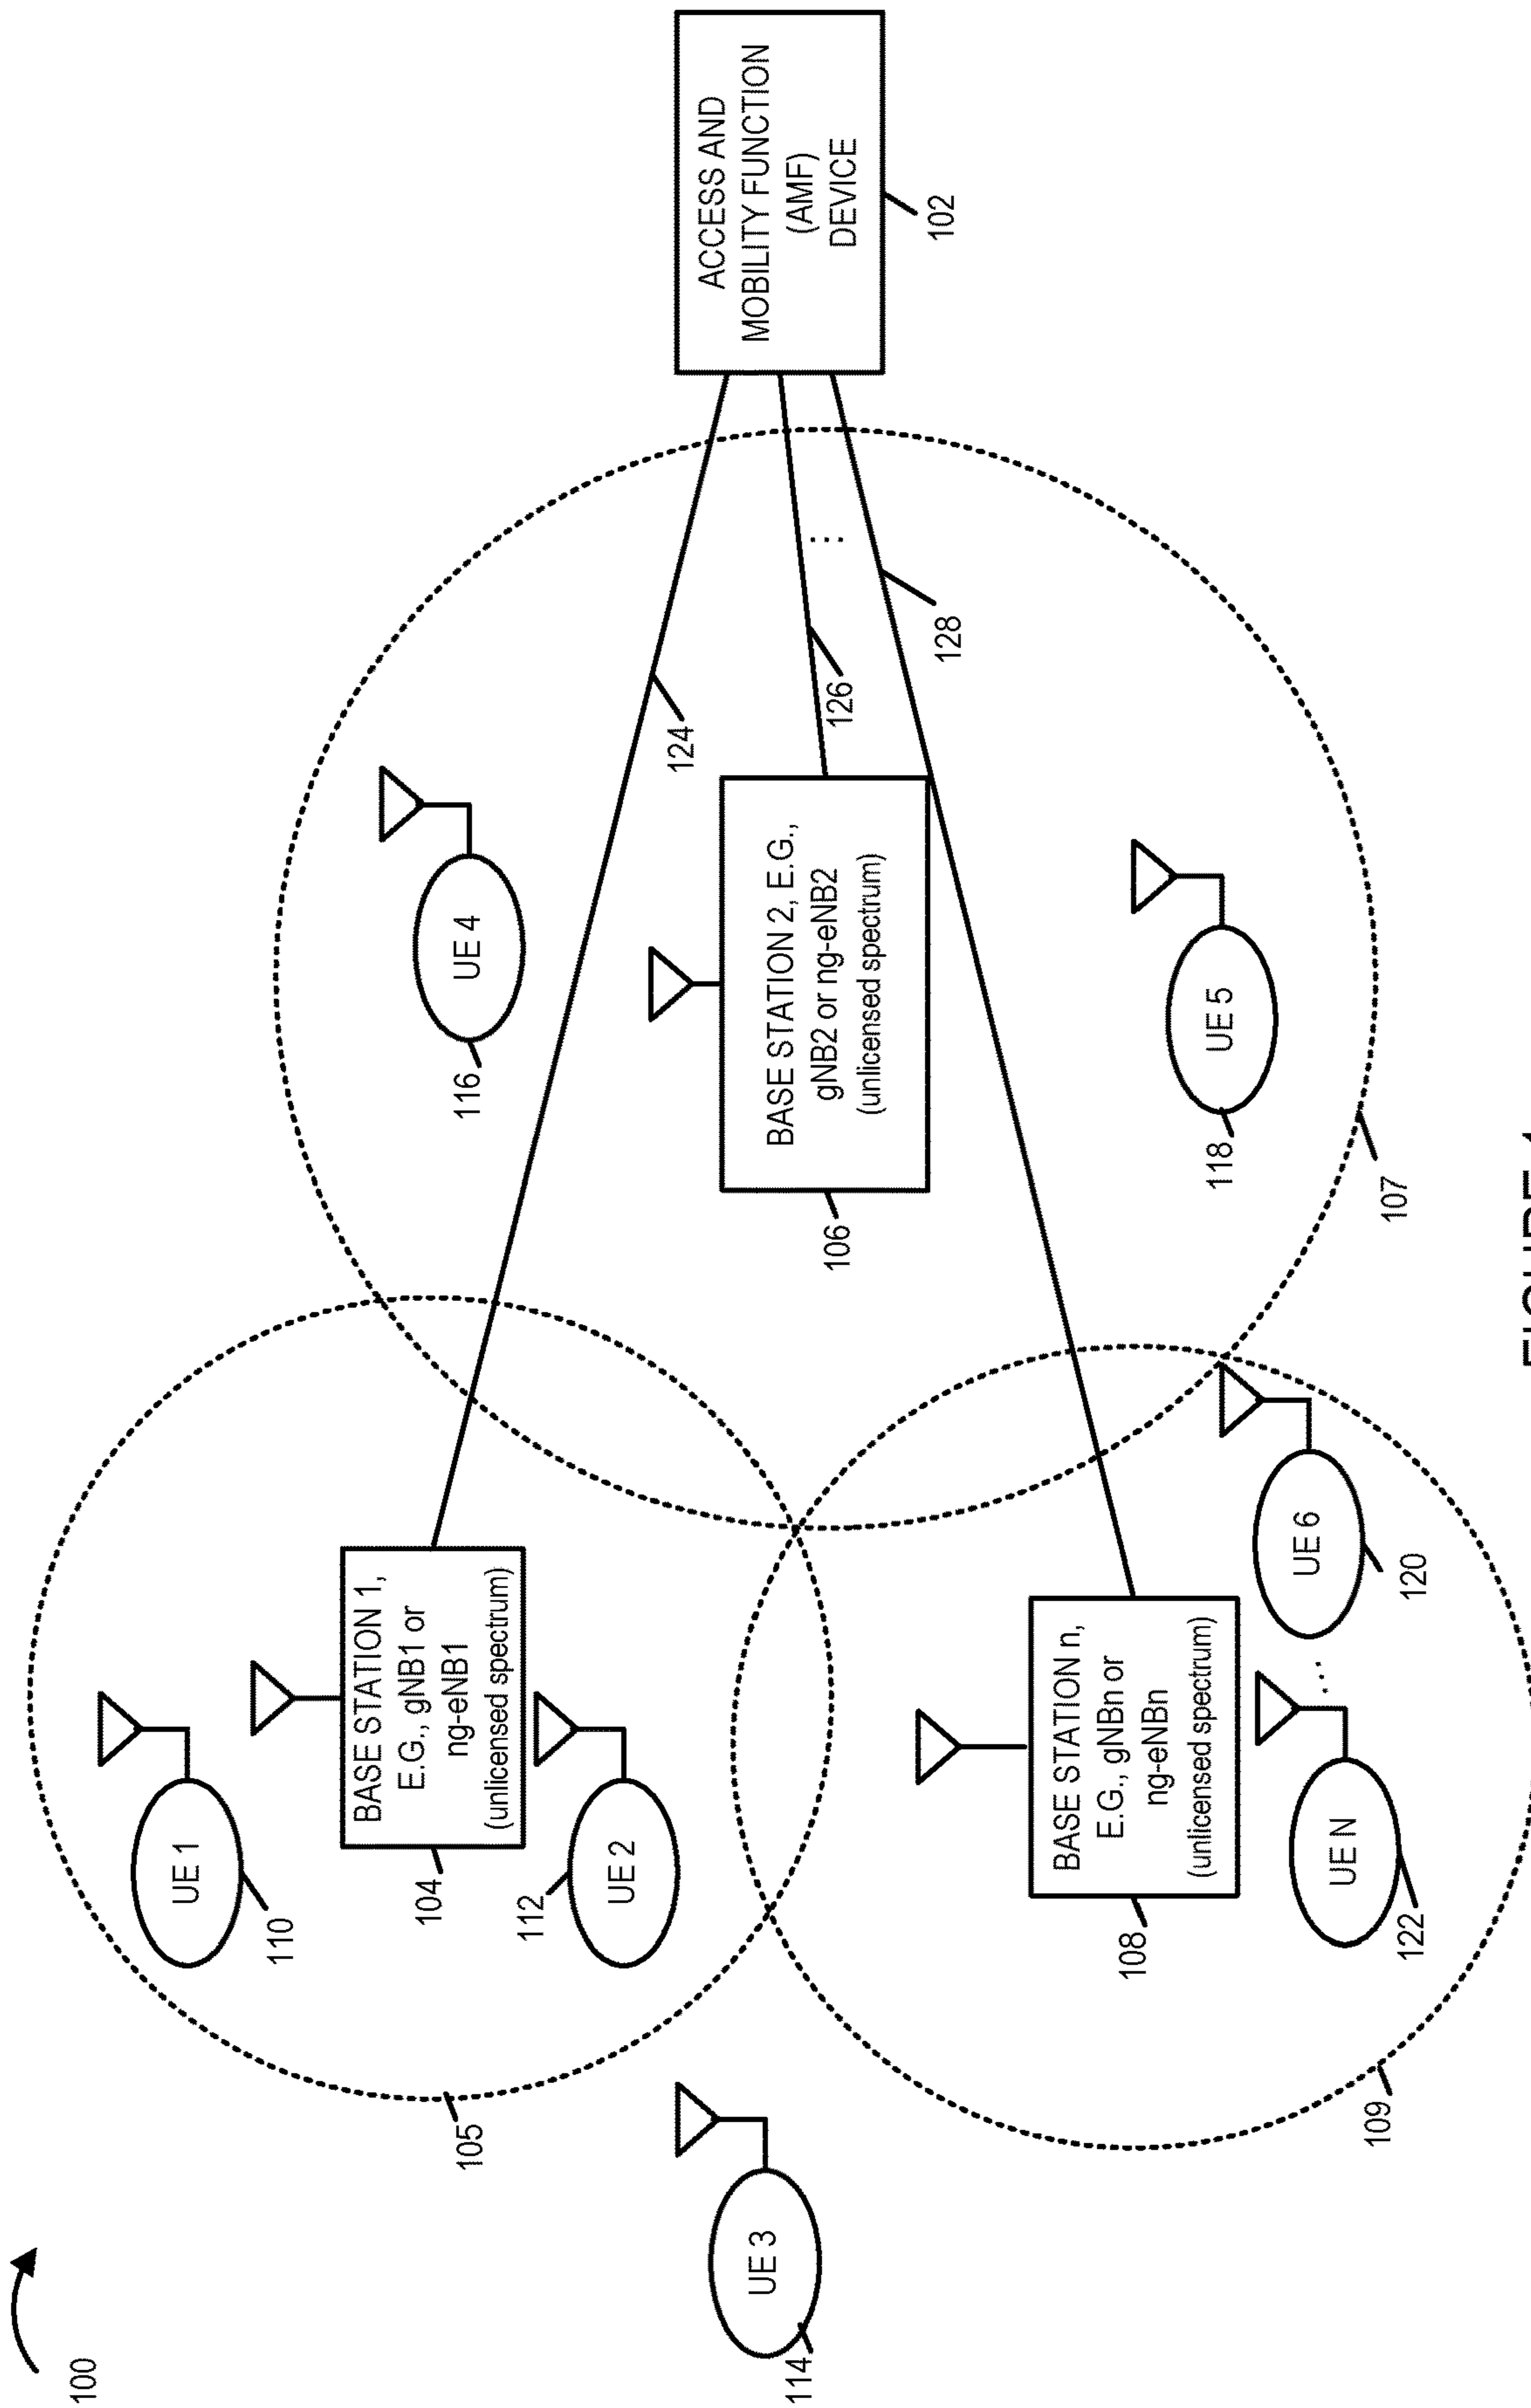 100
UE 1
110
BASE STATION 1,
E.G., gNB1 or
ng-eNB1
(unlicensed spectrum)
104
UE 2
112
105
UE 3
114
UE 4
116
124
ACCESS AND
MOBILITY FUNCTION
(AMF)
DEVICE
102
BASE STATION 2, E.G.,
gNB2 or ng-eNB2
(unlicensed spectrum)
106
126
...
128
UE 5
118
107
BASE STATION n,
E.G., gNBn or
ng-eNBn
(unlicensed spectrum)
108
UE 6
120
...
UE N
122
109